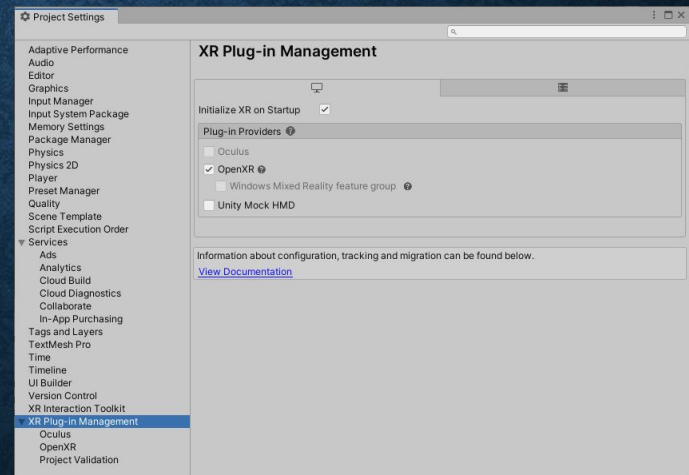 Project Settings
Adaptive Performance
Audio
Editor
Graphics
Input Manager
Input System Package
Memory Settings
Package Manager
Physics
Physics 2D
Player
Preset Manager
Quality
Scene Template
Script Execution Order
Services
Ads
Analytics
Cloud Build
Cloud Diagnostics
Collaborate
In-App Purchasing
Tags and Layers
TextMesh Pro
Time
Timeline
UI Builder
Version Control
XR Interaction Toolkit
XR Plug-in Management
Oculus
OpenXR
Project Validation
XR Plug-in Management
Initialize XR on Startup
Plug-in Providers
Oculus
OpenXR
Windows Mixed Reality feature group
Unity Mock HMD
Information about configuration, tracking and migration can be found below.
View Documentation